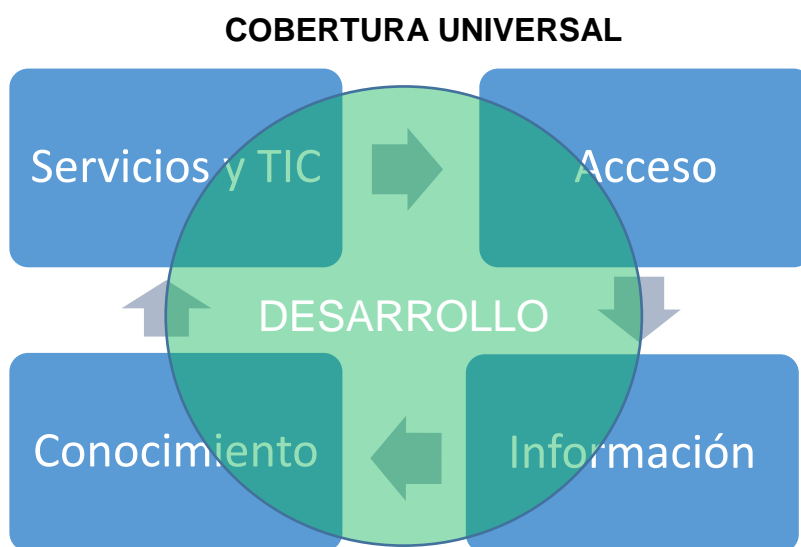 COBERTURA UNIVERSAL
Servicios y TIC
Acceso
DESARROLLO
Conocimiento
Información